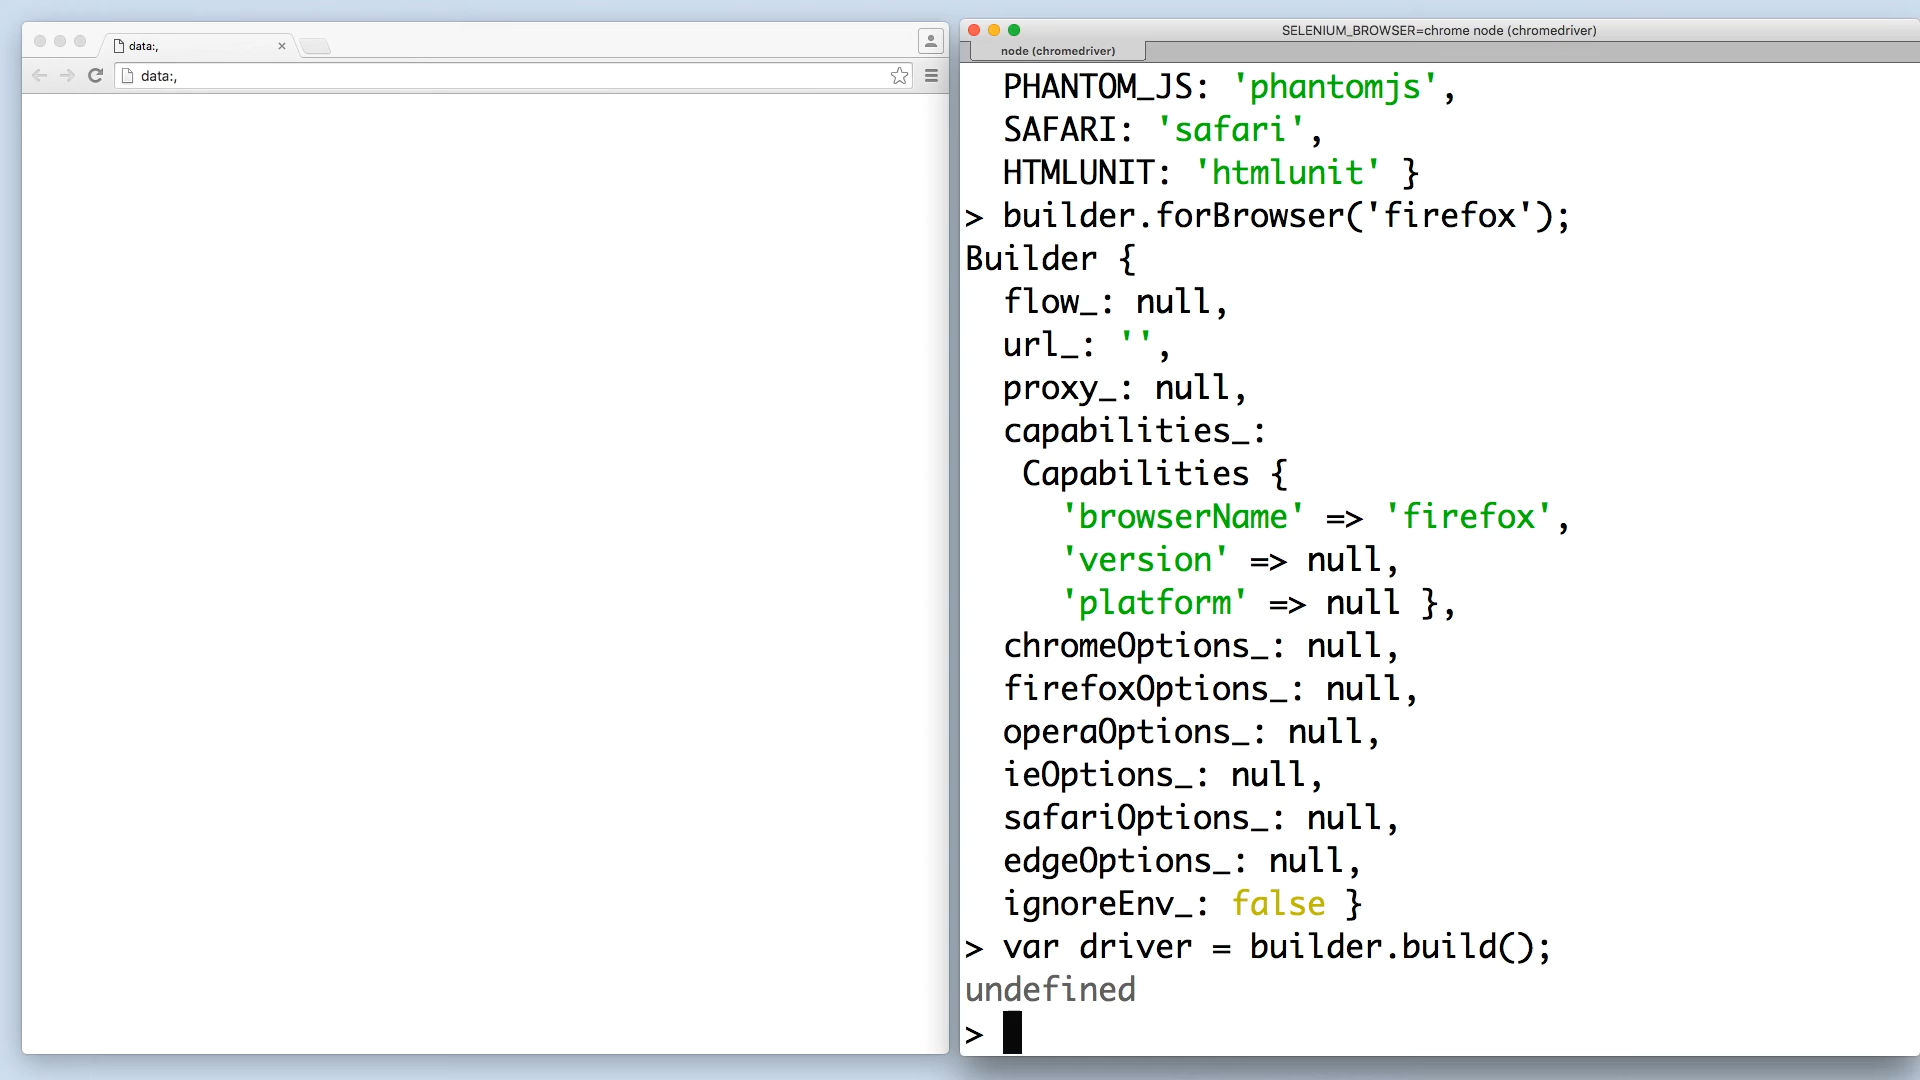 data:,
data:,
SELENIUM_BROWSER=chrome node (chromedriver)
node (chromedriver)
PHANTOM_JS: 'phantomjs',
SAFARI: 'safari',
HTMLUNIT: 'htmlunit' }
> builder.forBrowser('firefox');
Builder {
flow_: null,
url_: '',
proxy_: null,
capabilities_:
Capabilities {
'browserName' => 'firefox',
'version' => null,
'platform' => null },
chromeOptions_: null,
firefoxOptions_: null,
operaOptions_: null,
ieOptions_: null,
safariOptions_: null,
edgeOptions_: null,
ignoreEnv_: false }
> var driver = builder.build();
undefined
>